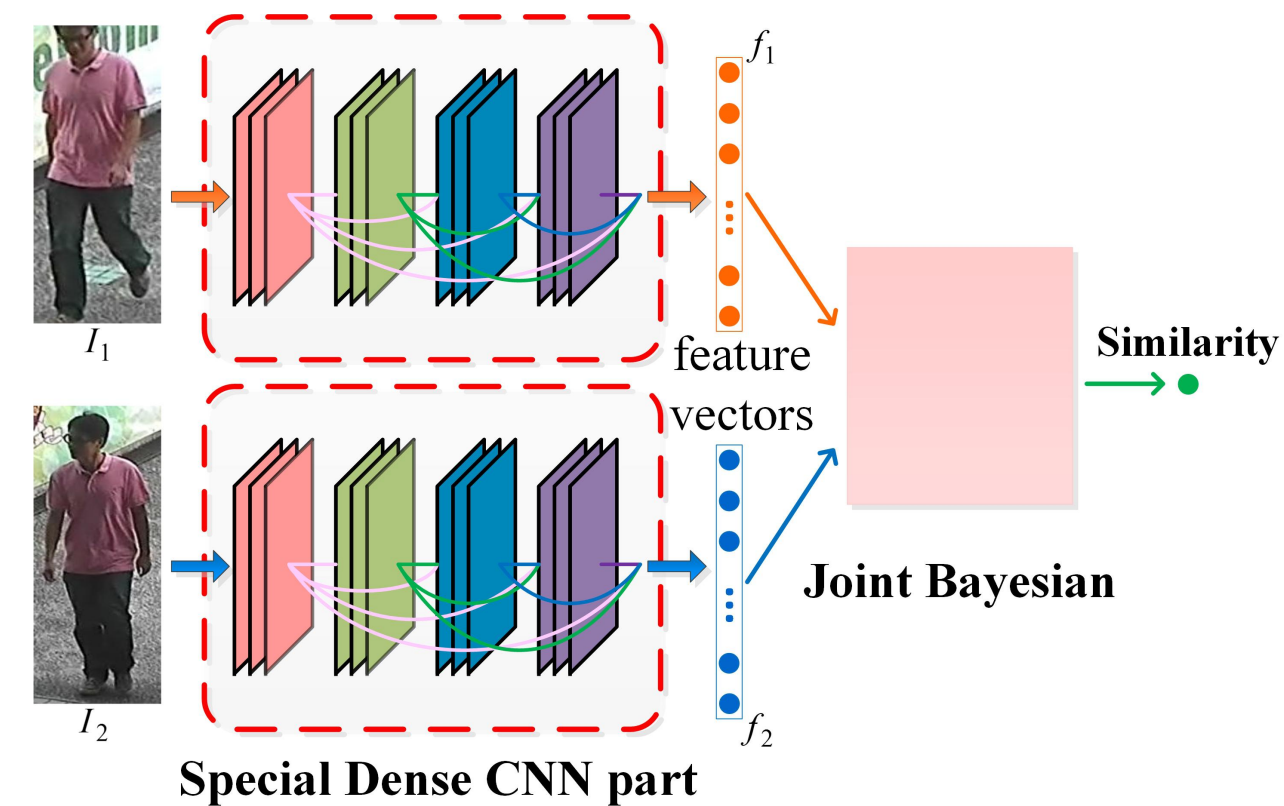 f1
I1
feature
vectors
Similarity
Joint Bayesian
I2
f2
Special Dense CNN part